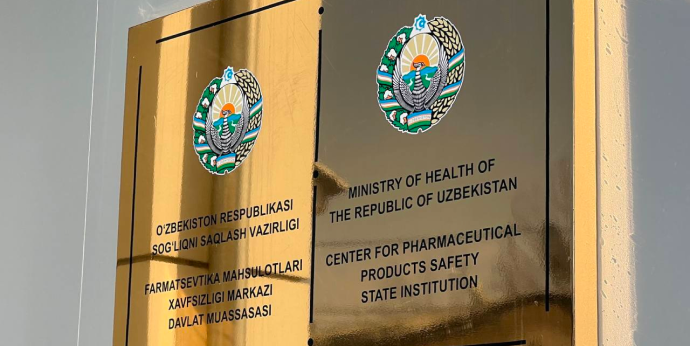 O‘ZBEKISTON RESPUBLIKASI
SOG‘LIQNI SAQLASH VAZIRLIGI
FARMATSEVTIKA MAHSULOTLARI
XAVFSIZLIGI MARKAZI
DAVLAT MUASSASASI
MINISTRY OF HEALTH OF
THE REPUBLIC OF UZBEKISTAN
CENTER FOR PHARMACEUTICAL
PRODUCTS SAFETY
STATE INSTITUTION